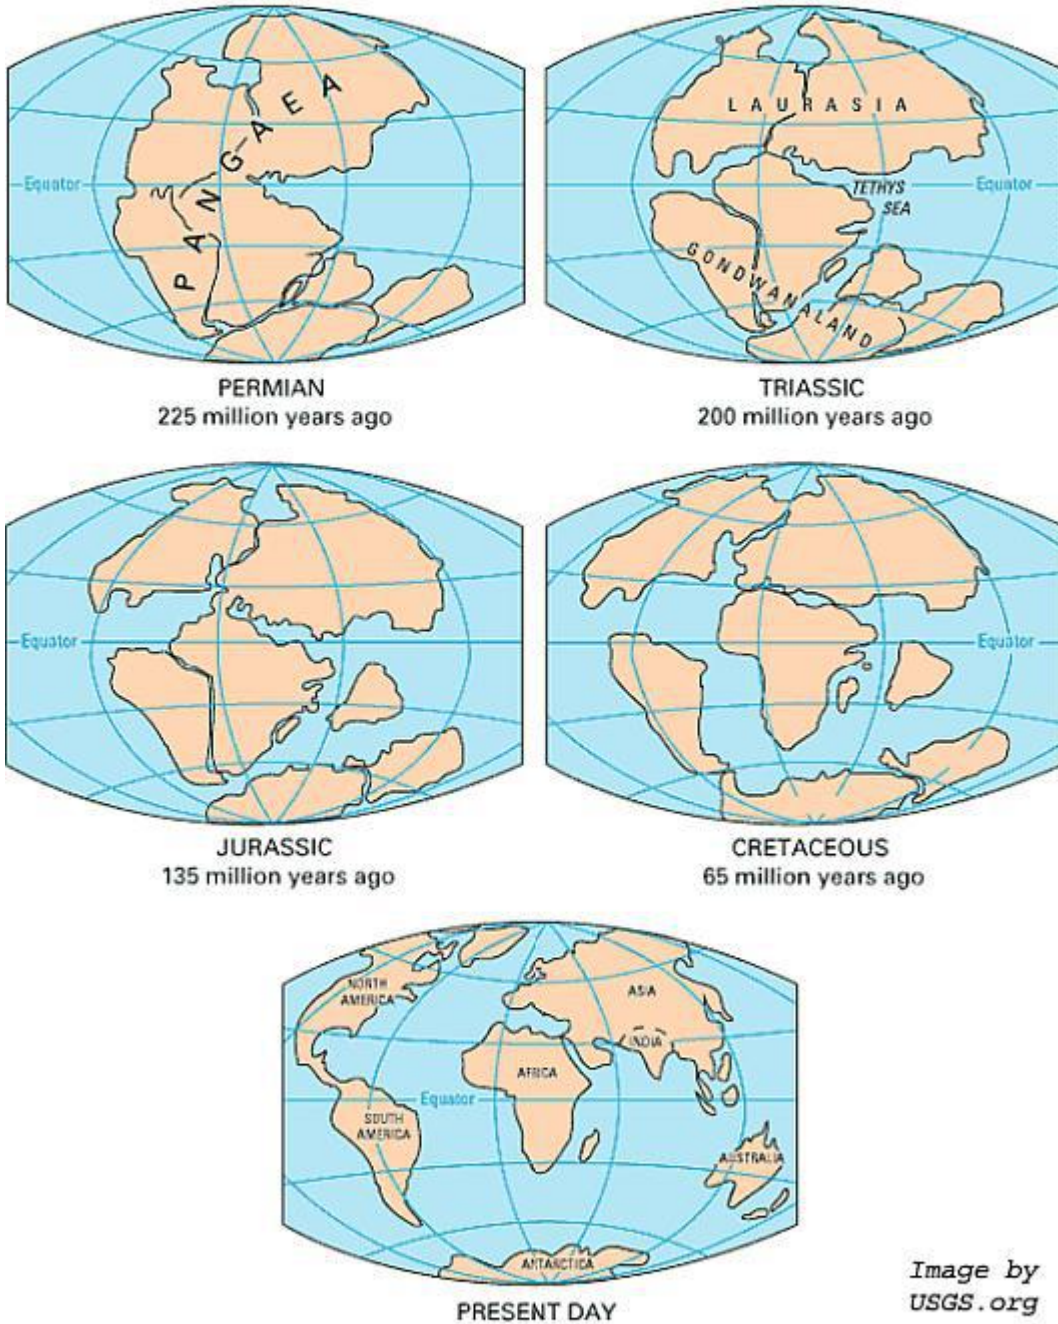 PANGAEA
Equator
PERMIAN
225 million years ago
LAURASIA
TETHYS
SEA
Equator
GONDWANALAND
TRIASSIC
200 million years ago
Equator
JURASSIC
135 million years ago
Equator
CRETACEOUS
65 million years ago
NORTH
AMERICA
ASIA
INDIA
AFRICA
Equator
SOUTH
AMERICA
AUSTRALIA
ANTARCTICA
PRESENT DAY
Image by
USGS.org